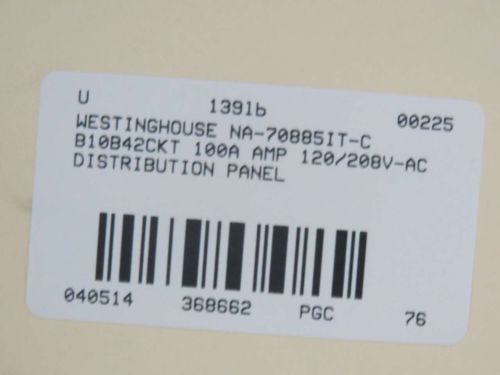 U 1391b 00225
WESTINGHOUSE NA-70885IT-C
B10B42CKT 100A AMP 120/208V-AC
DISTRIBUTION PANEL
040514 368662 PGC 76